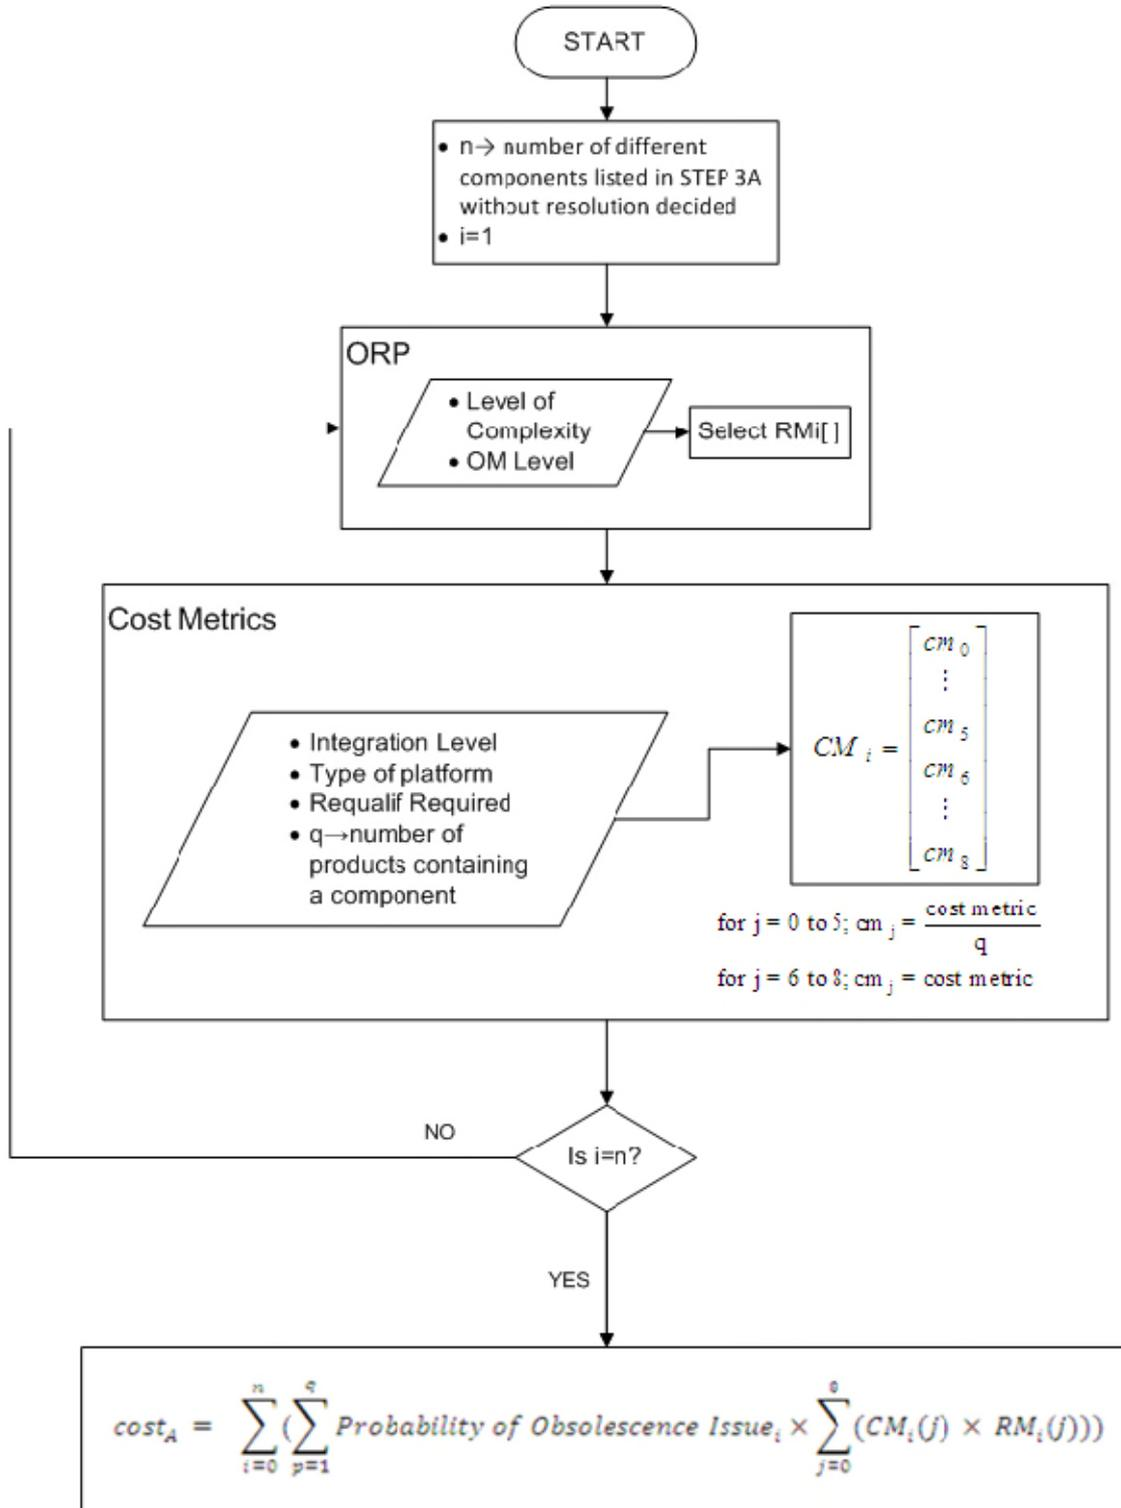 START
• n→ number of different
components listed in STEP 3A
without resolution decided
• i=1
ORP
• Level of
Complexity
• OM Level
Select RMi[ ]
Cost Metrics
• Integration Level
• Type of platform
• Requalif Required
• q→number of
products containing
a component
CM i = [ cm 0 ⋮ cm 5 cm 6 ⋮ cm 8 ]
for j = 0 to 5; cm j = cost metric / q
for j = 6 to 8; cm j = cost metric
NO
Is i=n?
YES
cost_A = ∑_{i=0}^{n} (∑_{p=1}^{q} Probability of Obsolescence Issue_i × ∑_{j=0}^{8} (CM_i(j) × RM_i(j)))